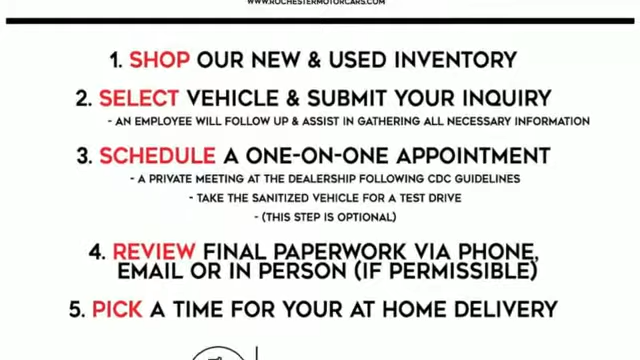 WWW.ROCHESTERMOTORCARS.COM
1. SHOP OUR NEW & USED INVENTORY
2. SELECT VEHICLE & SUBMIT YOUR INQUIRY
- AN EMPLOYEE WILL FOLLOW UP & ASSIST IN GATHERING ALL NECESSARY INFORMATION
3. SCHEDULE A ONE-ON-ONE APPOINTMENT
- A PRIVATE MEETING AT THE DEALERSHIP FOLLOWING CDC GUIDELINES
- TAKE THE SANITIZED VEHICLE FOR A TEST DRIVE
- (THIS STEP IS OPTIONAL)
4. REVIEW FINAL PAPERWORK VIA PHONE,
EMAIL OR IN PERSON (IF PERMISSIBLE)
5. PICK A TIME FOR YOUR AT HOME DELIVERY